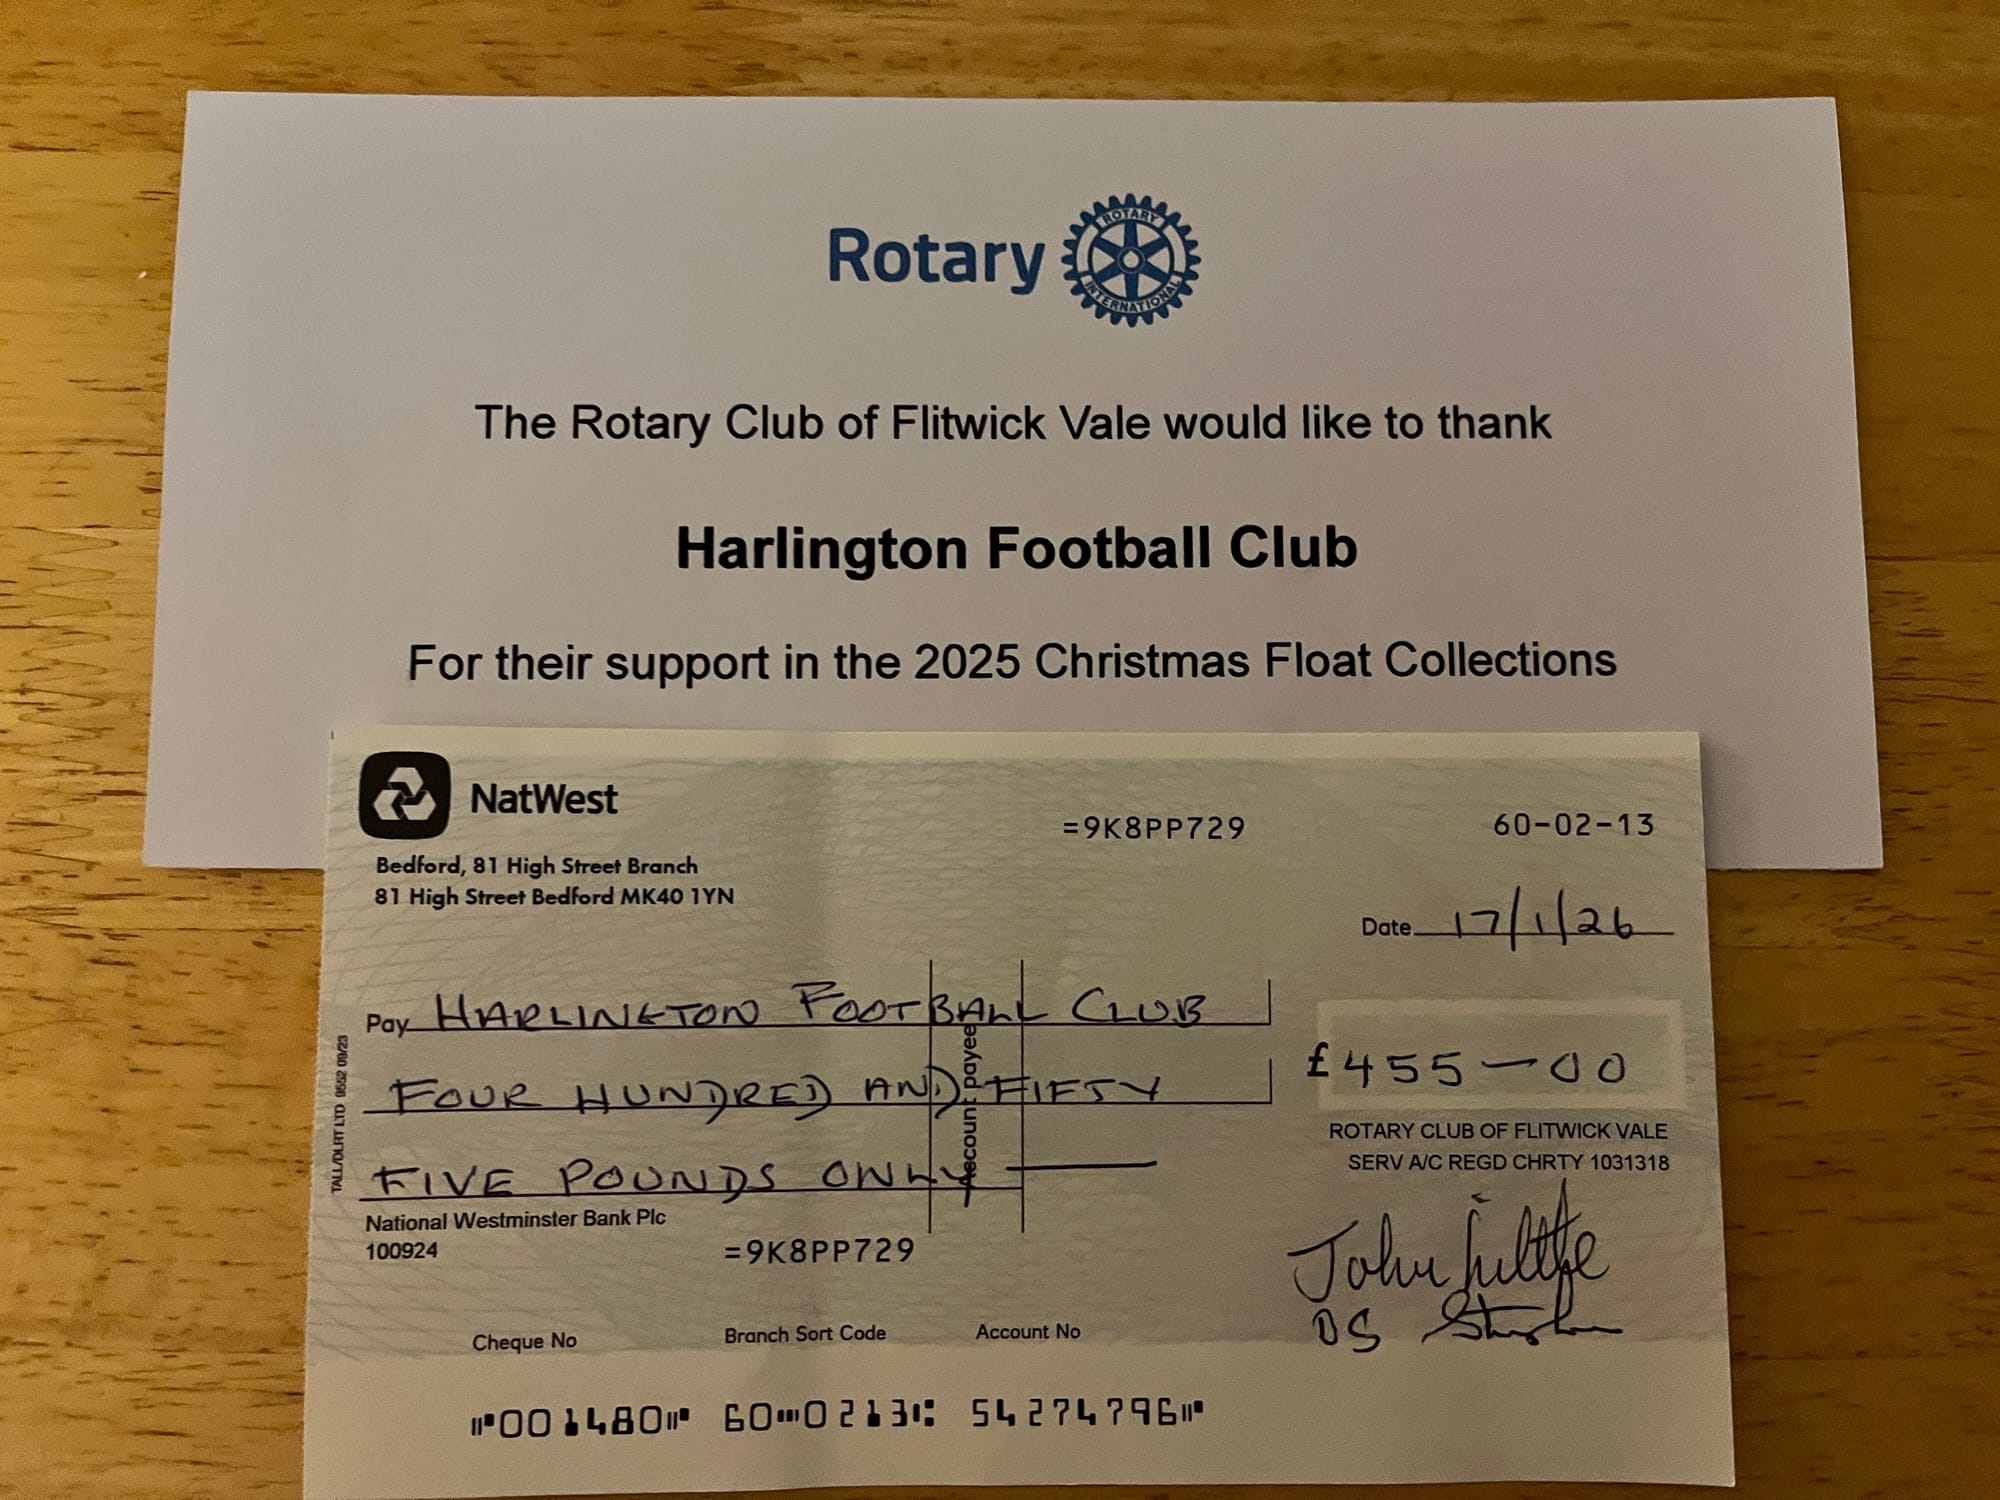 Rotary
ROTARY
INTERNATIONAL
The Rotary Club of Flitwick Vale would like to thank
Harlington Football Club
For their support in the 2025 Christmas Float Collections
NatWest
=9K8PP729
60-02-13
Bedford, 81 High Street Branch
81 High Street Bedford MK40 1YN
Date 17/1/26
Pay HARLINGTON FOOTBALL CLUB
FOUR HUNDRED AND FIFTY
£455-00
FIVE POUNDS ONLY
Account payee
TALL/DLRT LTD 9552 09/23
ROTARY CLUB OF FLITWICK VALE
SERV A/C REGD CHRTY 1031318
National Westminster Bank Plc
100924
=9K8PP729
John Little
DS
Cheque No
Branch Sort Code
Account No
001480 60-0213 54274796